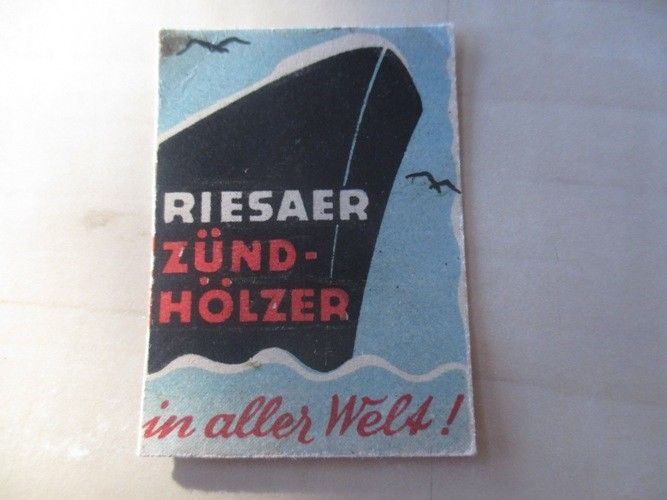 RIESAER
ZÜND-
HÖLZER
in aller Welt!